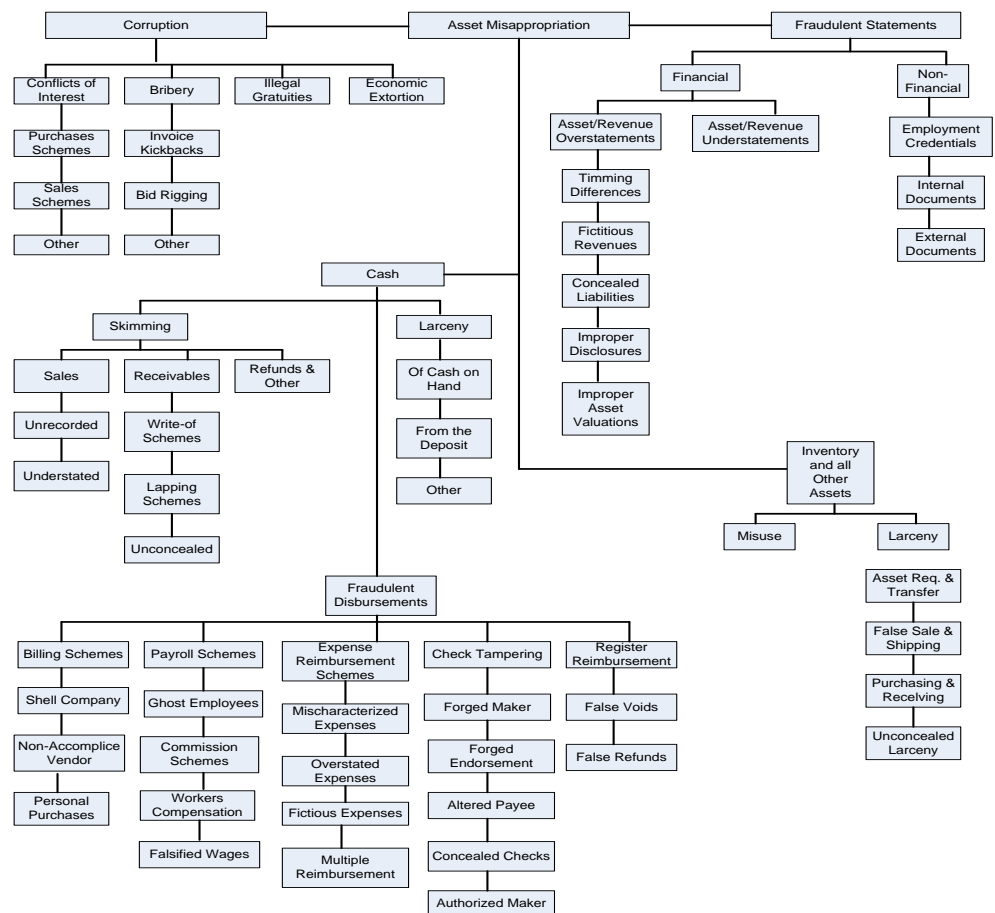 Corruption
Asset Misappropriation
Fraudulent Statements
Conflicts of
Interest
Bribery
Illegal
Gratuities
Economic
Extortion
Purchases
Schemes
Invoice
Kickbacks
Sales
Schemes
Bid Rigging
Other
Other
Financial
Non-
Financial
Asset/Revenue
Overstatements
Asset/Revenue
Understatements
Employment
Credentials
Timming
Differences
Internal
Documents
Fictitious
Revenues
External
Documents
Concealed
Liabilities
Improper
Disclosures
Improper
Asset
Valuations
Cash
Skimming
Larceny
Sales
Receivables
Refunds &
Other
Of Cash on
Hand
Unrecorded
Write-of
Schemes
From the
Deposit
Understated
Lapping
Schemes
Other
Unconcealed
Inventory
and all
Other
Assets
Misuse
Larceny
Asset Req. &
Transfer
False Sale &
Shipping
Purchasing &
Receiving
Unconcealed
Larceny
Fraudulent
Disbursements
Billing Schemes
Payroll Schemes
Expense
Reimbursement
Schemes
Check Tampering
Register
Reimbursement
Shell Company
Ghost Employees
Mischaracterized
Expenses
Forged Maker
False Voids
Non-Accomplice
Vendor
Commission
Schemes
Overstated
Expenses
Forged
Endorsement
False Refunds
Personal
Purchases
Workers
Compensation
Fictious Expenses
Altered Payee
Falsified Wages
Multiple
Reimbursement
Concealed Checks
Authorized Maker